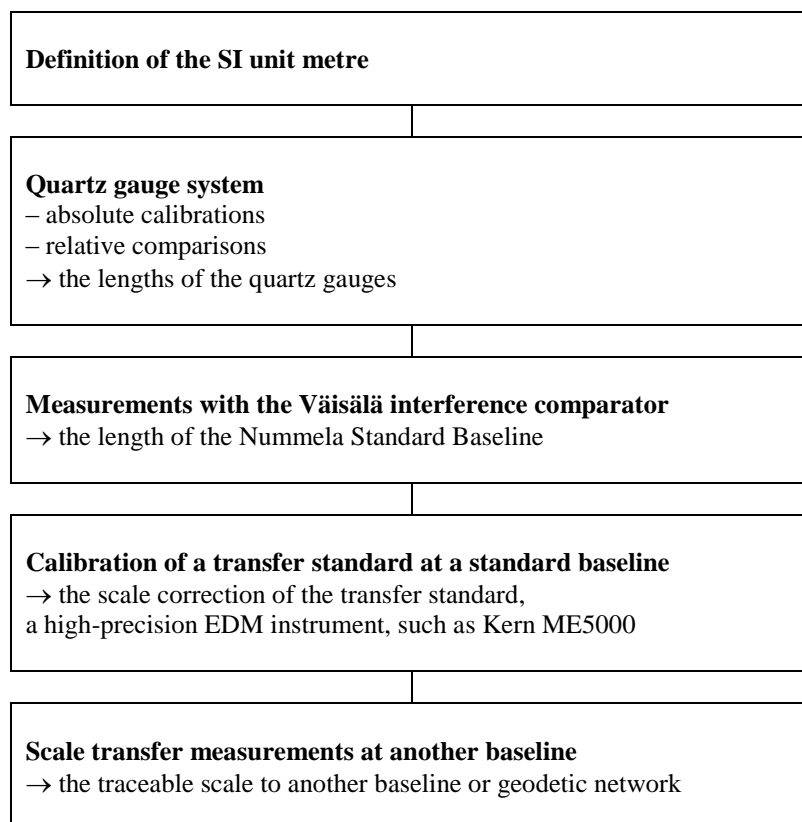 Definition of the SI unit metre
Quartz gauge system
– absolute calibrations
– relative comparisons
→ the lengths of the quartz gauges
Measurements with the Väisälä interference comparator
→ the length of the Nummela Standard Baseline
Calibration of a transfer standard at a standard baseline
→ the scale correction of the transfer standard,
a high-precision EDM instrument, such as Kern ME5000
Scale transfer measurements at another baseline
→ the traceable scale to another baseline or geodetic network